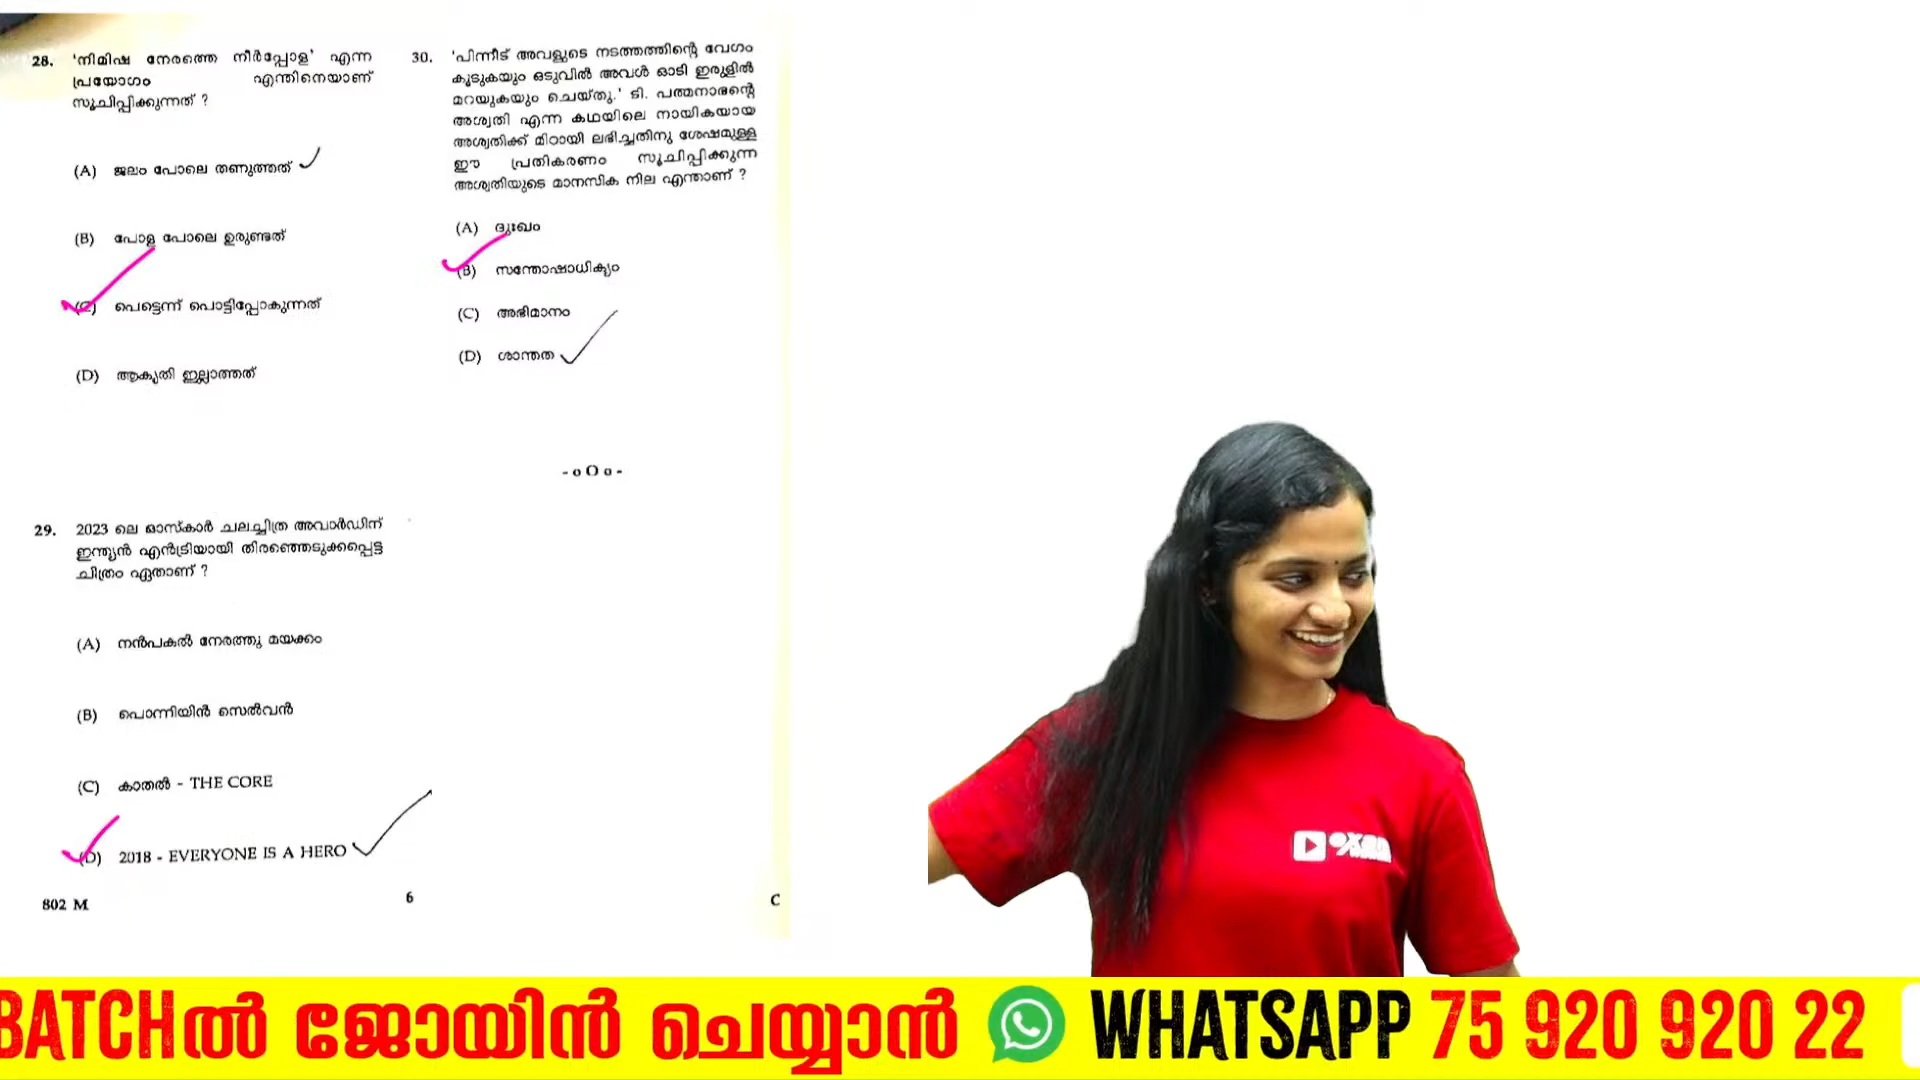 28. 'നിമിഷ നേരത്തെ നീർപ്പോള' എന്ന
പ്രയോഗം എന്തിനെയാണ്
സൂചിപ്പിക്കുന്നത് ?
(A) ജലം പോലെ തണുത്തത്
(B) പോള പോലെ ഉരുണ്ടത്
(C) പെട്ടെന്ന് പൊട്ടിപ്പോകുന്നത്
(D) ആകൃതി ഇല്ലാത്തത്
29. 2023 ലെ ഓസ്കാർ ചലച്ചിത്ര അവാർഡിന്
ഇന്ത്യൻ എൻട്രിയായി തിരഞ്ഞെടുക്കപ്പെട്ട
ചിത്രം ഏതാണ് ?
(A) നൻപകൽ നേരത്തു മയക്കം
(B) പൊന്നിയിൻ സെൽവൻ
(C) കാതൽ - THE CORE
(D) 2018 - EVERYONE IS A HERO
30. 'പിന്നീട് അവളുടെ നടത്തത്തിന്റെ വേഗം
കൂടുകയും ഒടുവിൽ അവൾ ഓടി ഇരുളിൽ
മറയുകയും ചെയ്തു.' ടി. പത്മനാഭന്റെ
അശ്വതി എന്ന കഥയിലെ നായികയായ
അശ്വതിക്ക് മിഠായി ലഭിച്ചതിനു ശേഷമുള്ള
ഈ പ്രതികരണം സൂചിപ്പിക്കുന്ന
അശ്വതിയുടെ മാനസിക നില എന്താണ് ?
(A) ദുഃഖം
(B) സന്തോഷാധിക്യം
(C) അഭിമാനം
(D) ശാന്തത
- o O o -
802 M 6 C
BATCHൽ ജോയിൻ ചെയ്യാൻ WHATSAPP 75 920 920 22